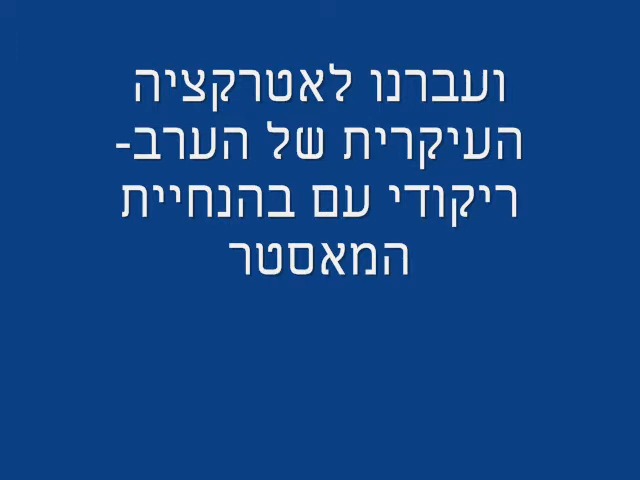 ועברנו לאטרקציה
העיקרית של הערב-
ריקודי עם בהנחיית
המאסטר